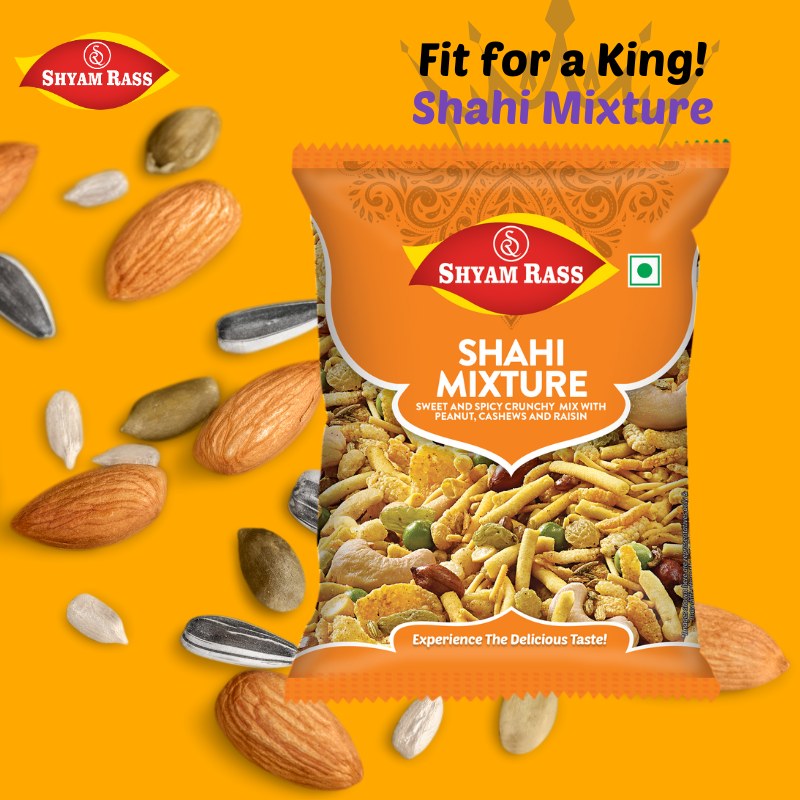 SHYAM RASS
Fit for a King!
Shahi Mixture
SHYAM RASS
SHAHI
MIXTURE
SWEET AND SPICY CRUNCHY MIX WITH
PEANUT, CASHEWS AND RAISIN
Experience The Delicious Taste!